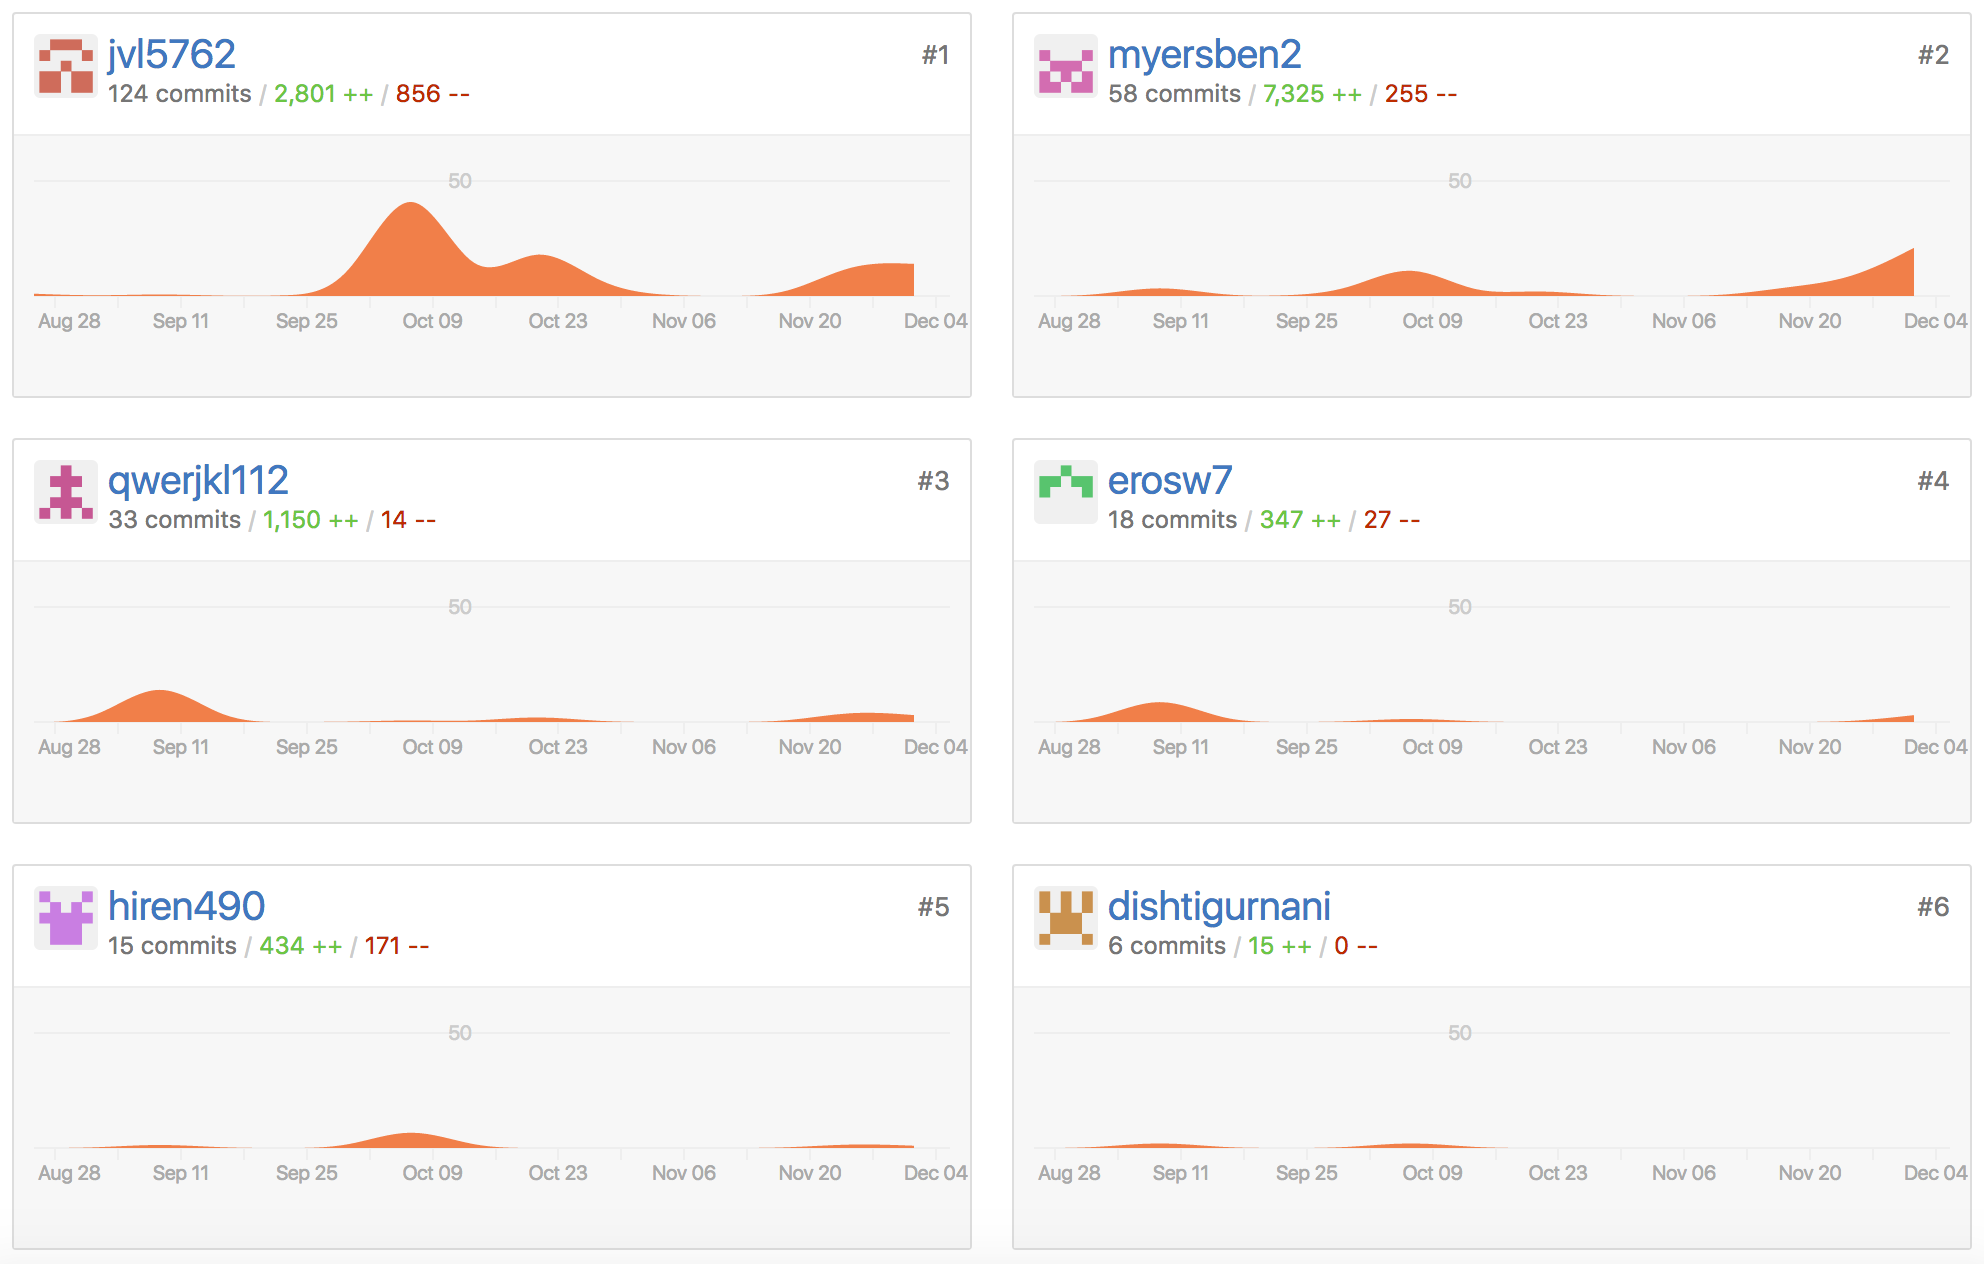 jvl5762 #1
124 commits / 2,801 ++ / 856 --
50
Aug 28 Sep 11 Sep 25 Oct 09 Oct 23 Nov 06 Nov 20 Dec 04
myersben2 #2
58 commits / 7,325 ++ / 255 --
50
Aug 28 Sep 11 Sep 25 Oct 09 Oct 23 Nov 06 Nov 20 Dec 04
qwerjkl112 #3
33 commits / 1,150 ++ / 14 --
50
Aug 28 Sep 11 Sep 25 Oct 09 Oct 23 Nov 06 Nov 20 Dec 04
erosw7 #4
18 commits / 347 ++ / 27 --
50
Aug 28 Sep 11 Sep 25 Oct 09 Oct 23 Nov 06 Nov 20 Dec 04
hiren490 #5
15 commits / 434 ++ / 171 --
50
Aug 28 Sep 11 Sep 25 Oct 09 Oct 23 Nov 06 Nov 20 Dec 04
dishtigurnani #6
6 commits / 15 ++ / 0 --
50
Aug 28 Sep 11 Sep 25 Oct 09 Oct 23 Nov 06 Nov 20 Dec 04